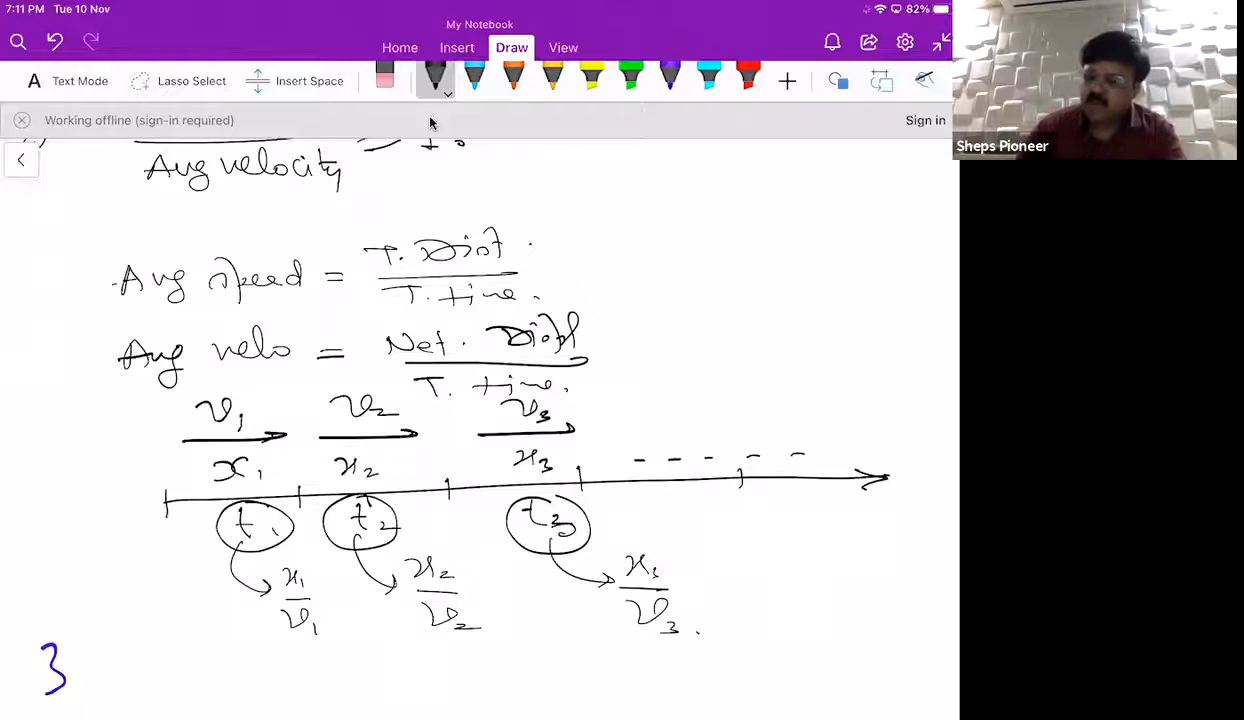 7:11 PM Tue 10 Nov
82%
My Notebook
Home Insert Draw View
A Text Mode Lasso Select Insert Space
Working offline (sign-in required) Sign in
Sheps Pioneer
Avg velocity
Avg speed = T. Dist / T. time.
Avg velo = Net. Displ / T. time.
v₁ v₂ v₃
x₁ x₂ x₃ - - - - -
t₁ t₂ t₃
x₁/v₁ x₂/v₂ x₃/v₃.
3